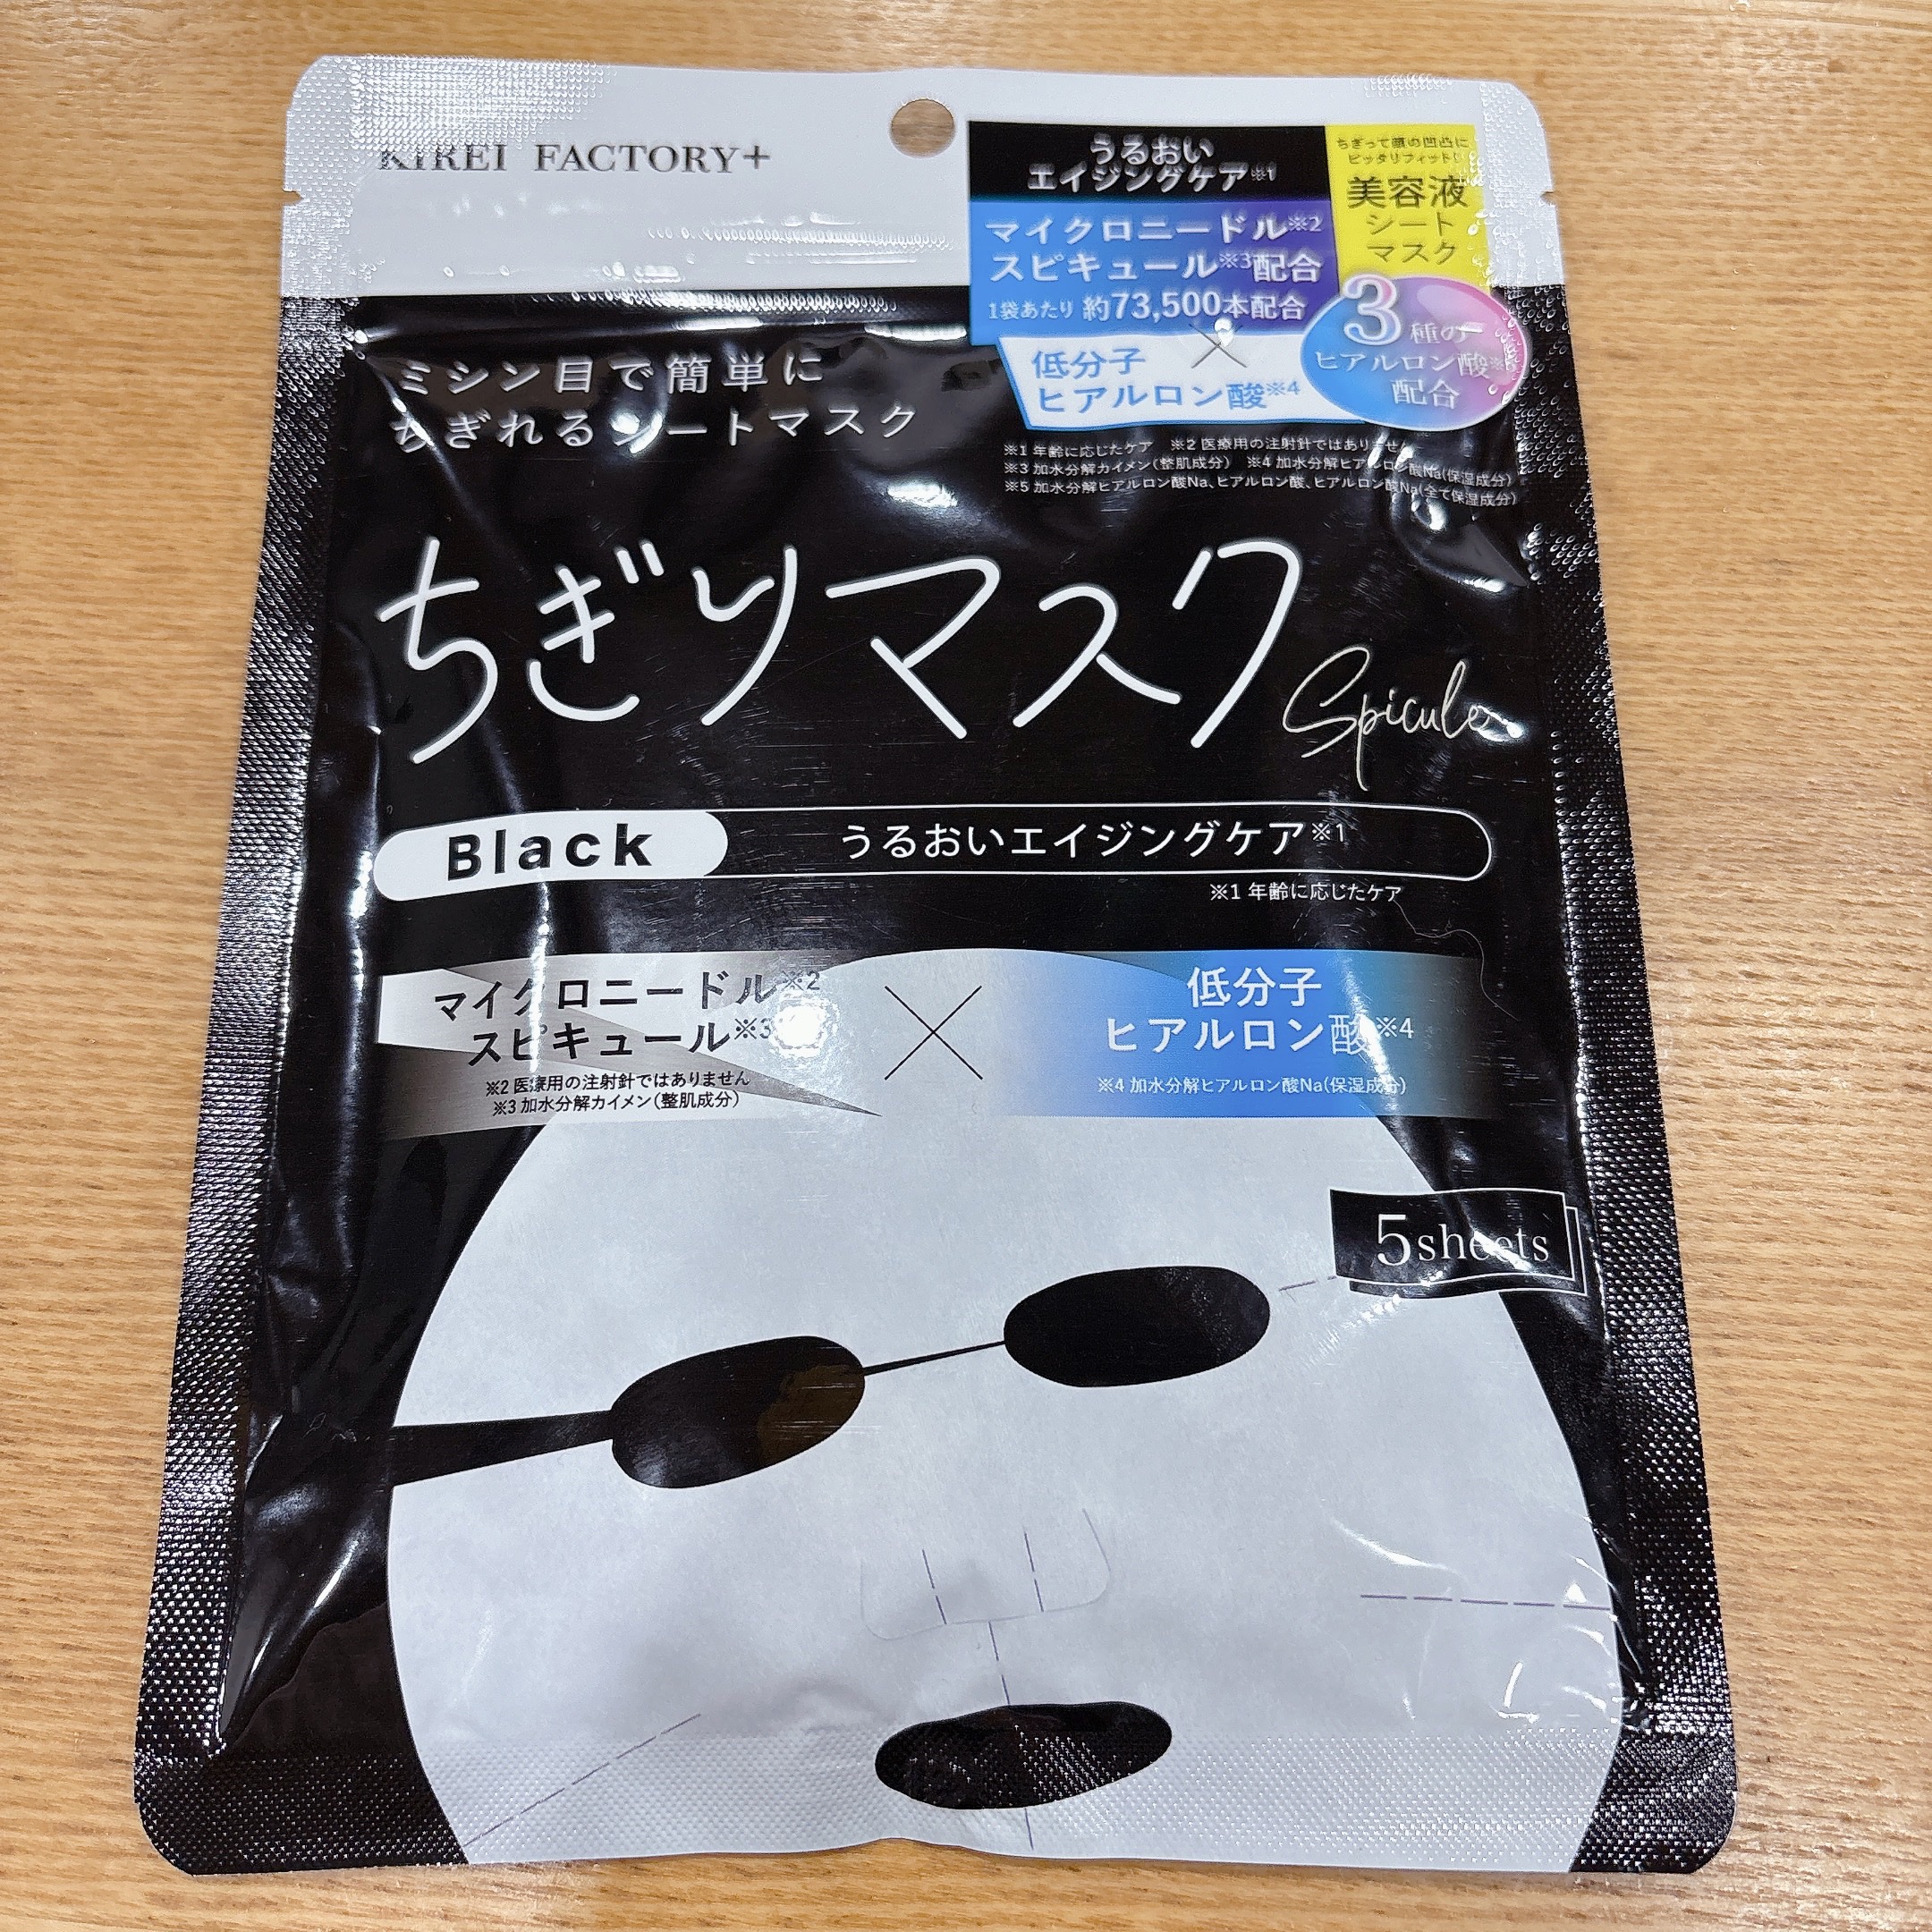 KIREI FACTORY+
うるおい
エイジングケア※1
マイクロニードル※2
スピキュール※3配合
1袋あたり 約73,500本配合
×
低分子
ヒアルロン酸※4
ちぎって顔の凹凸に
ピッタリフィット!
美容液
シート
マスク
3種の
ヒアルロン酸※5
配合
※1 年齢に応じたケア ※2 医療用の注射針ではありません
※3 加水分解カイメン(整肌成分) ※4 加水分解ヒアルロン酸Na(保湿成分)
※5 加水分解ヒアルロン酸Na、ヒアルロン酸、ヒアルロン酸Na(全て保湿成分)
ミシン目で簡単に
ちぎれるシートマスク
ちぎりマスク
Spicule
Black うるおいエイジングケア※1
※1 年齢に応じたケア
マイクロニードル※2
スピキュール※3
※2 医療用の注射針ではありません
※3 加水分解カイメン(整肌成分)
×
低分子
ヒアルロン酸※4
※4 加水分解ヒアルロン酸Na(保湿成分)
5sheets